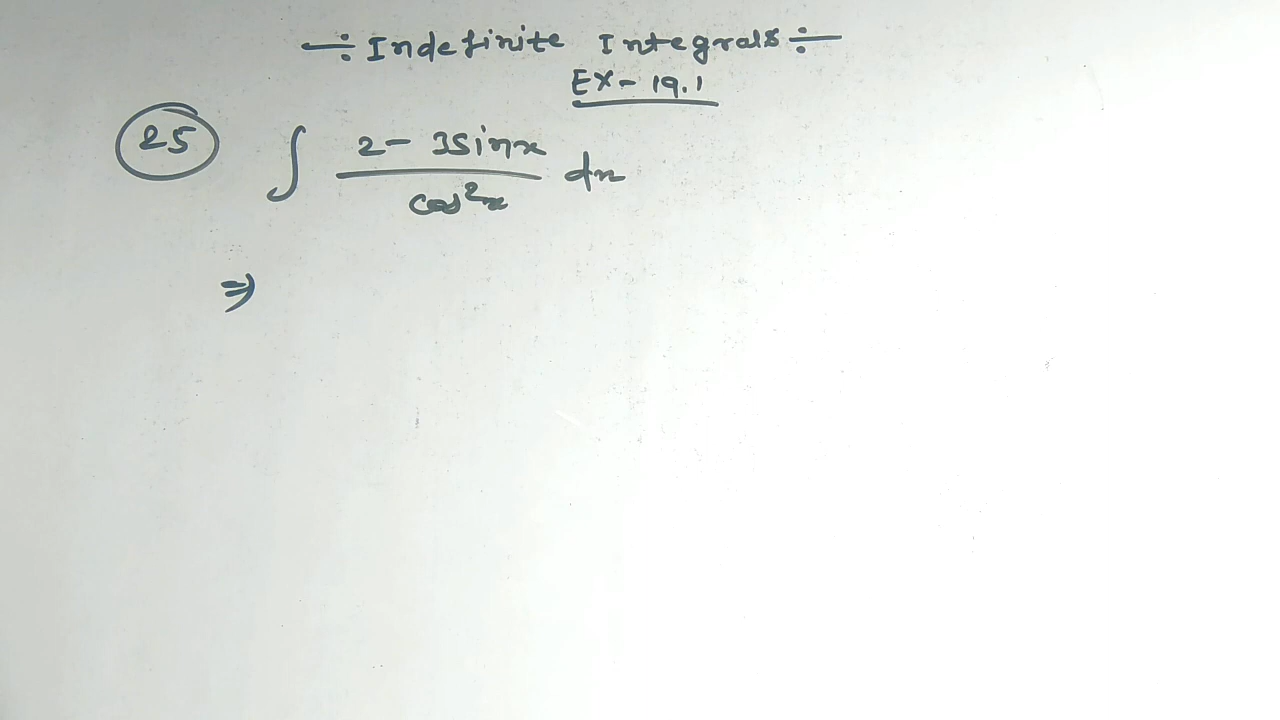 ÷ Indefinite Integrals ÷
EX- 19.1
25 ∫ (2 - 3sinx)/(cos²x) dx
⇒